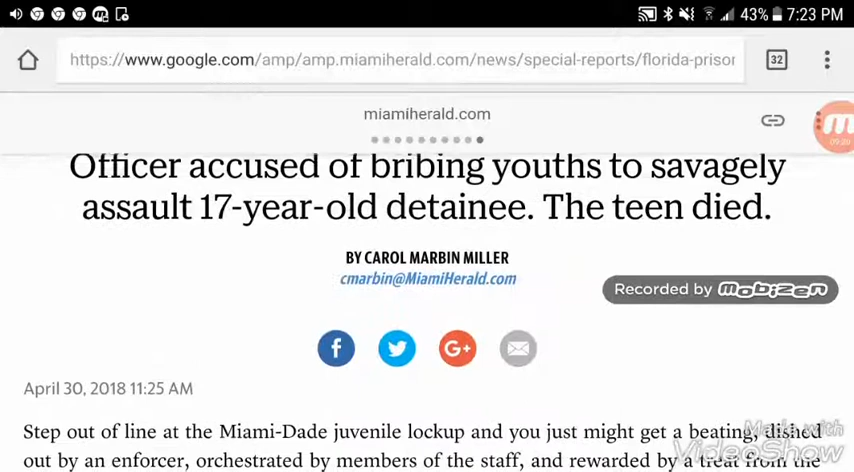 43% 7:23 PM
https://www.google.com/amp/amp.miamiherald.com/news/special-reports/florida-prison
32
miamiherald.com
09:20
Officer accused of bribing youths to savagely
assault 17-year-old detainee. The teen died.
BY CAROL MARBIN MILLER
cmarbin@MiamiHerald.com
Recorded by mobizen
f G+
April 30, 2018 11:25 AM
Step out of line at the Miami-Dade juvenile lockup and you just might get a beating, dished
Made with
VideoShow
out by an enforcer, orchestrated by members of the staff, and rewarded by a treat from the